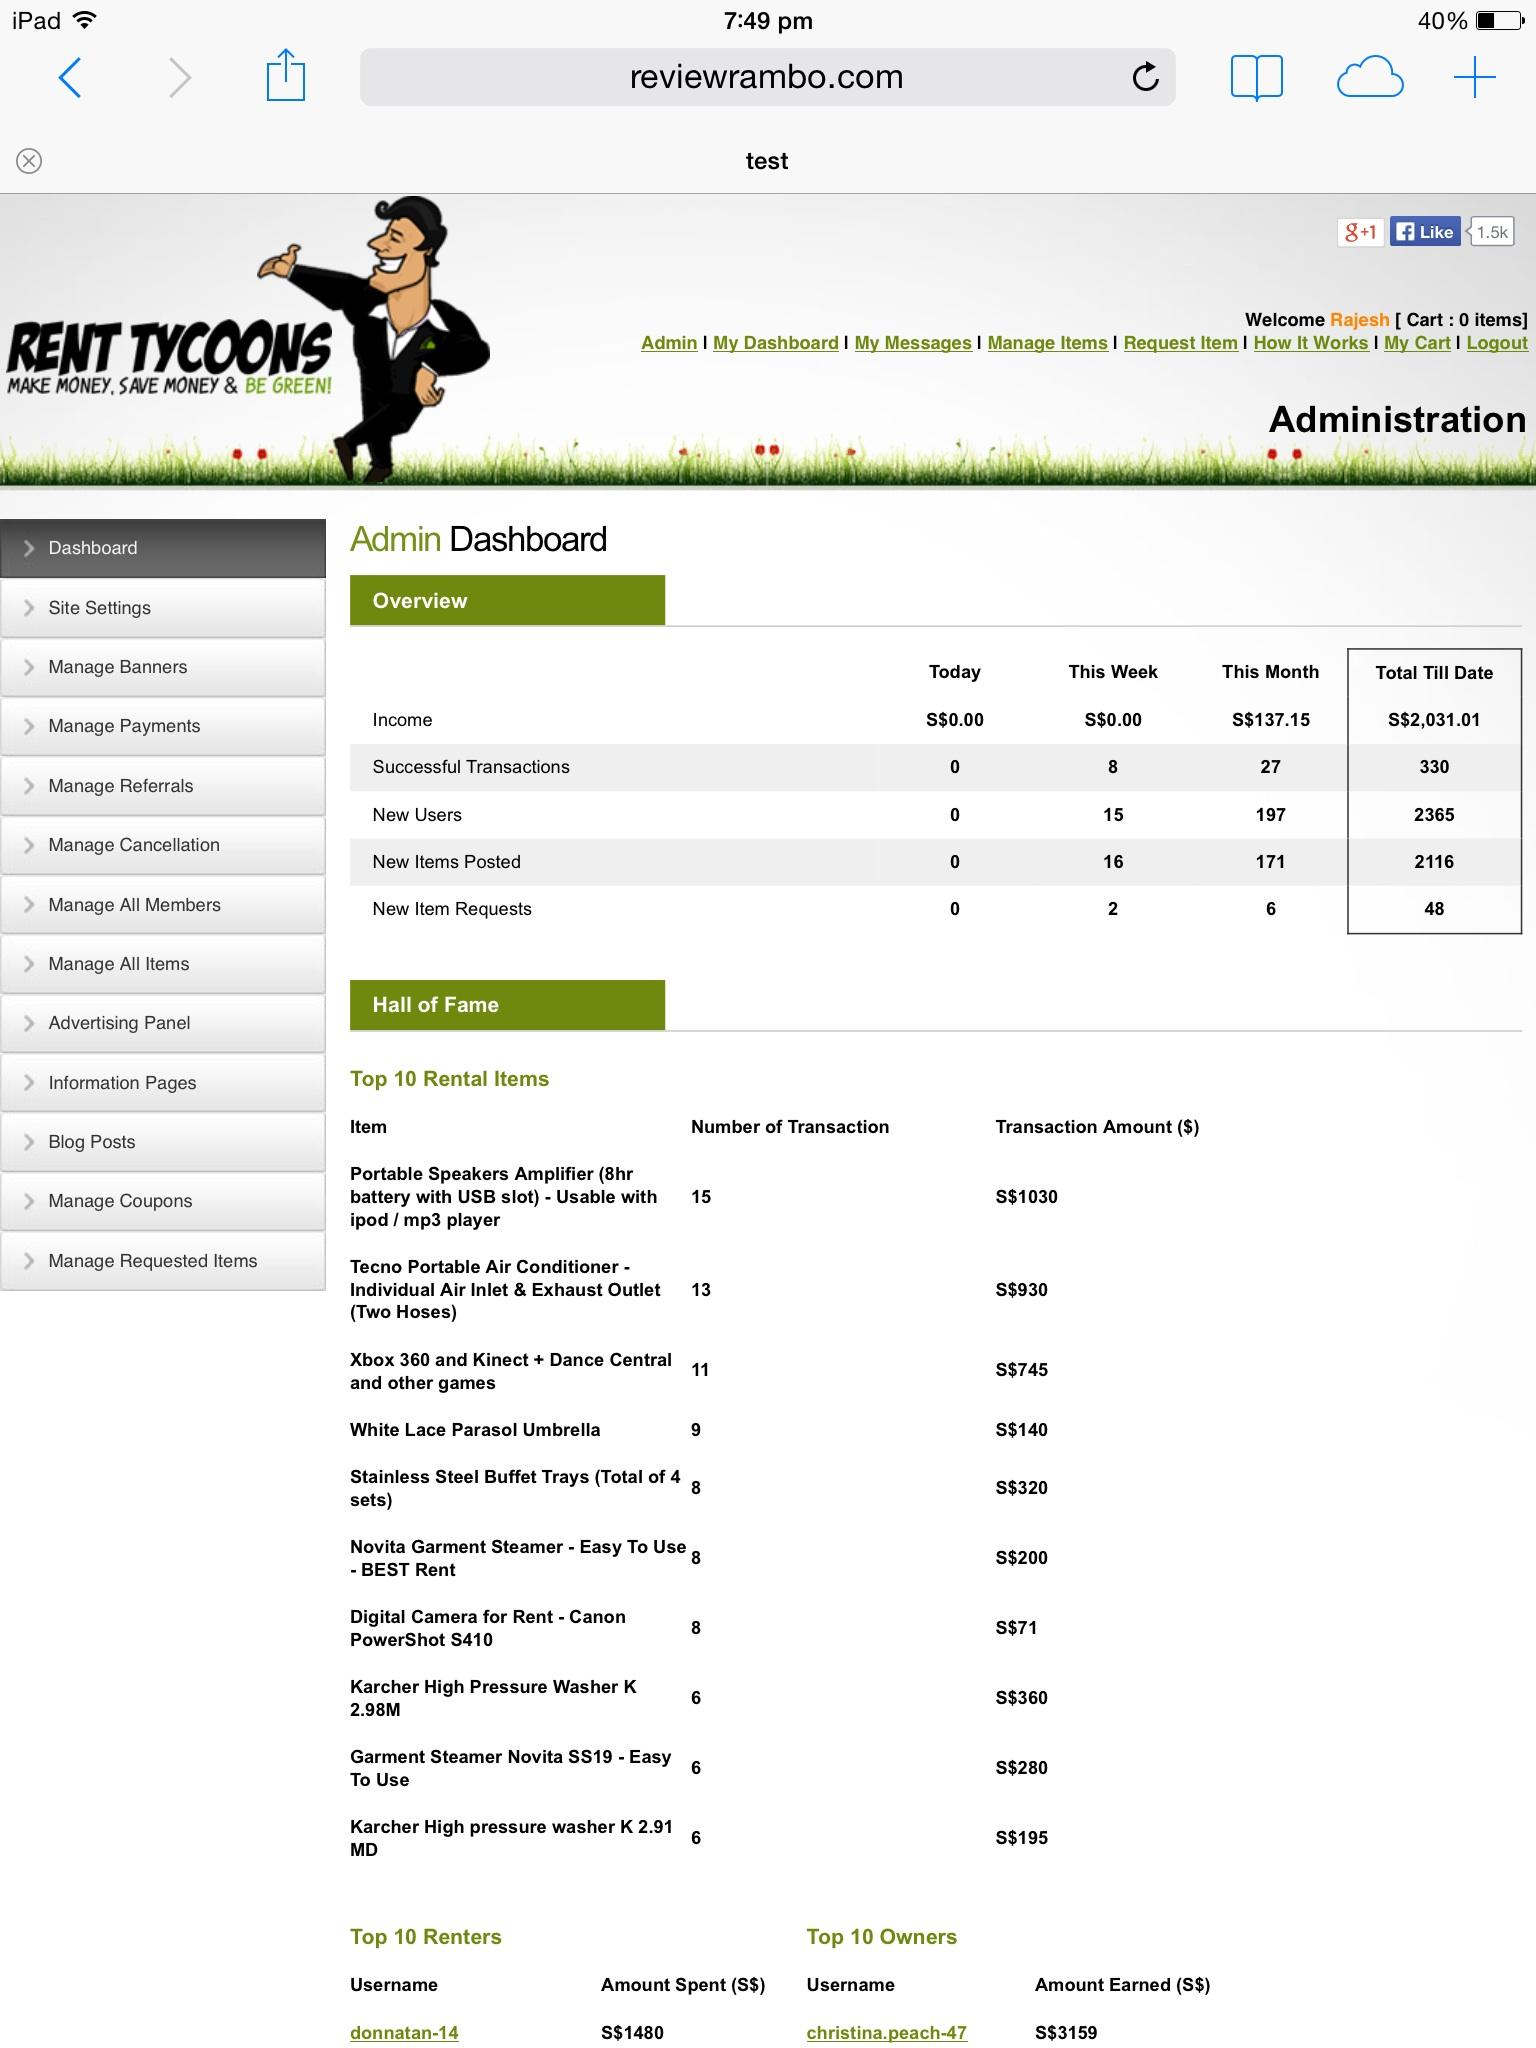 iPad 7:49 pm 40%
reviewrambo.com
test
g+1 Like 1.5k
RENT TYCOONS
MAKE MONEY, SAVE MONEY & BE GREEN!
Welcome Rajesh [ Cart : 0 items]
Admin | My Dashboard | My Messages | Manage Items | Request Item | How It Works | My Cart | Logout
Administration
Dashboard
Site Settings
Manage Banners
Manage Payments
Manage Referrals
Manage Cancellation
Manage All Members
Manage All Items
Advertising Panel
Information Pages
Blog Posts
Manage Coupons
Manage Requested Items
Admin Dashboard
Overview
Today This Week This Month Total Till Date
Income S$0.00 S$0.00 S$137.15 S$2,031.01
Successful Transactions 0 8 27 330
New Users 0 15 197 2365
New Items Posted 0 16 171 2116
New Item Requests 0 2 6 48
Hall of Fame
Top 10 Rental Items
Item Number of Transaction Transaction Amount ($)
Portable Speakers Amplifier (8hr
battery with USB slot) - Usable with 15 S$1030
ipod / mp3 player
Tecno Portable Air Conditioner -
Individual Air Inlet & Exhaust Outlet 13 S$930
(Two Hoses)
Xbox 360 and Kinect + Dance Central
and other games 11 S$745
White Lace Parasol Umbrella 9 S$140
Stainless Steel Buffet Trays (Total of 4
sets) 8 S$320
Novita Garment Steamer - Easy To Use
- BEST Rent 8 S$200
Digital Camera for Rent - Canon
PowerShot S410 8 S$71
Karcher High Pressure Washer K
2.98M 6 S$360
Garment Steamer Novita SS19 - Easy
To Use 6 S$280
Karcher High pressure washer K 2.91
MD 6 S$195
Top 10 Renters Top 10 Owners
Username Amount Spent (S$) Username Amount Earned (S$)
donnatan-14 S$1480 christina.peach-47 S$3159